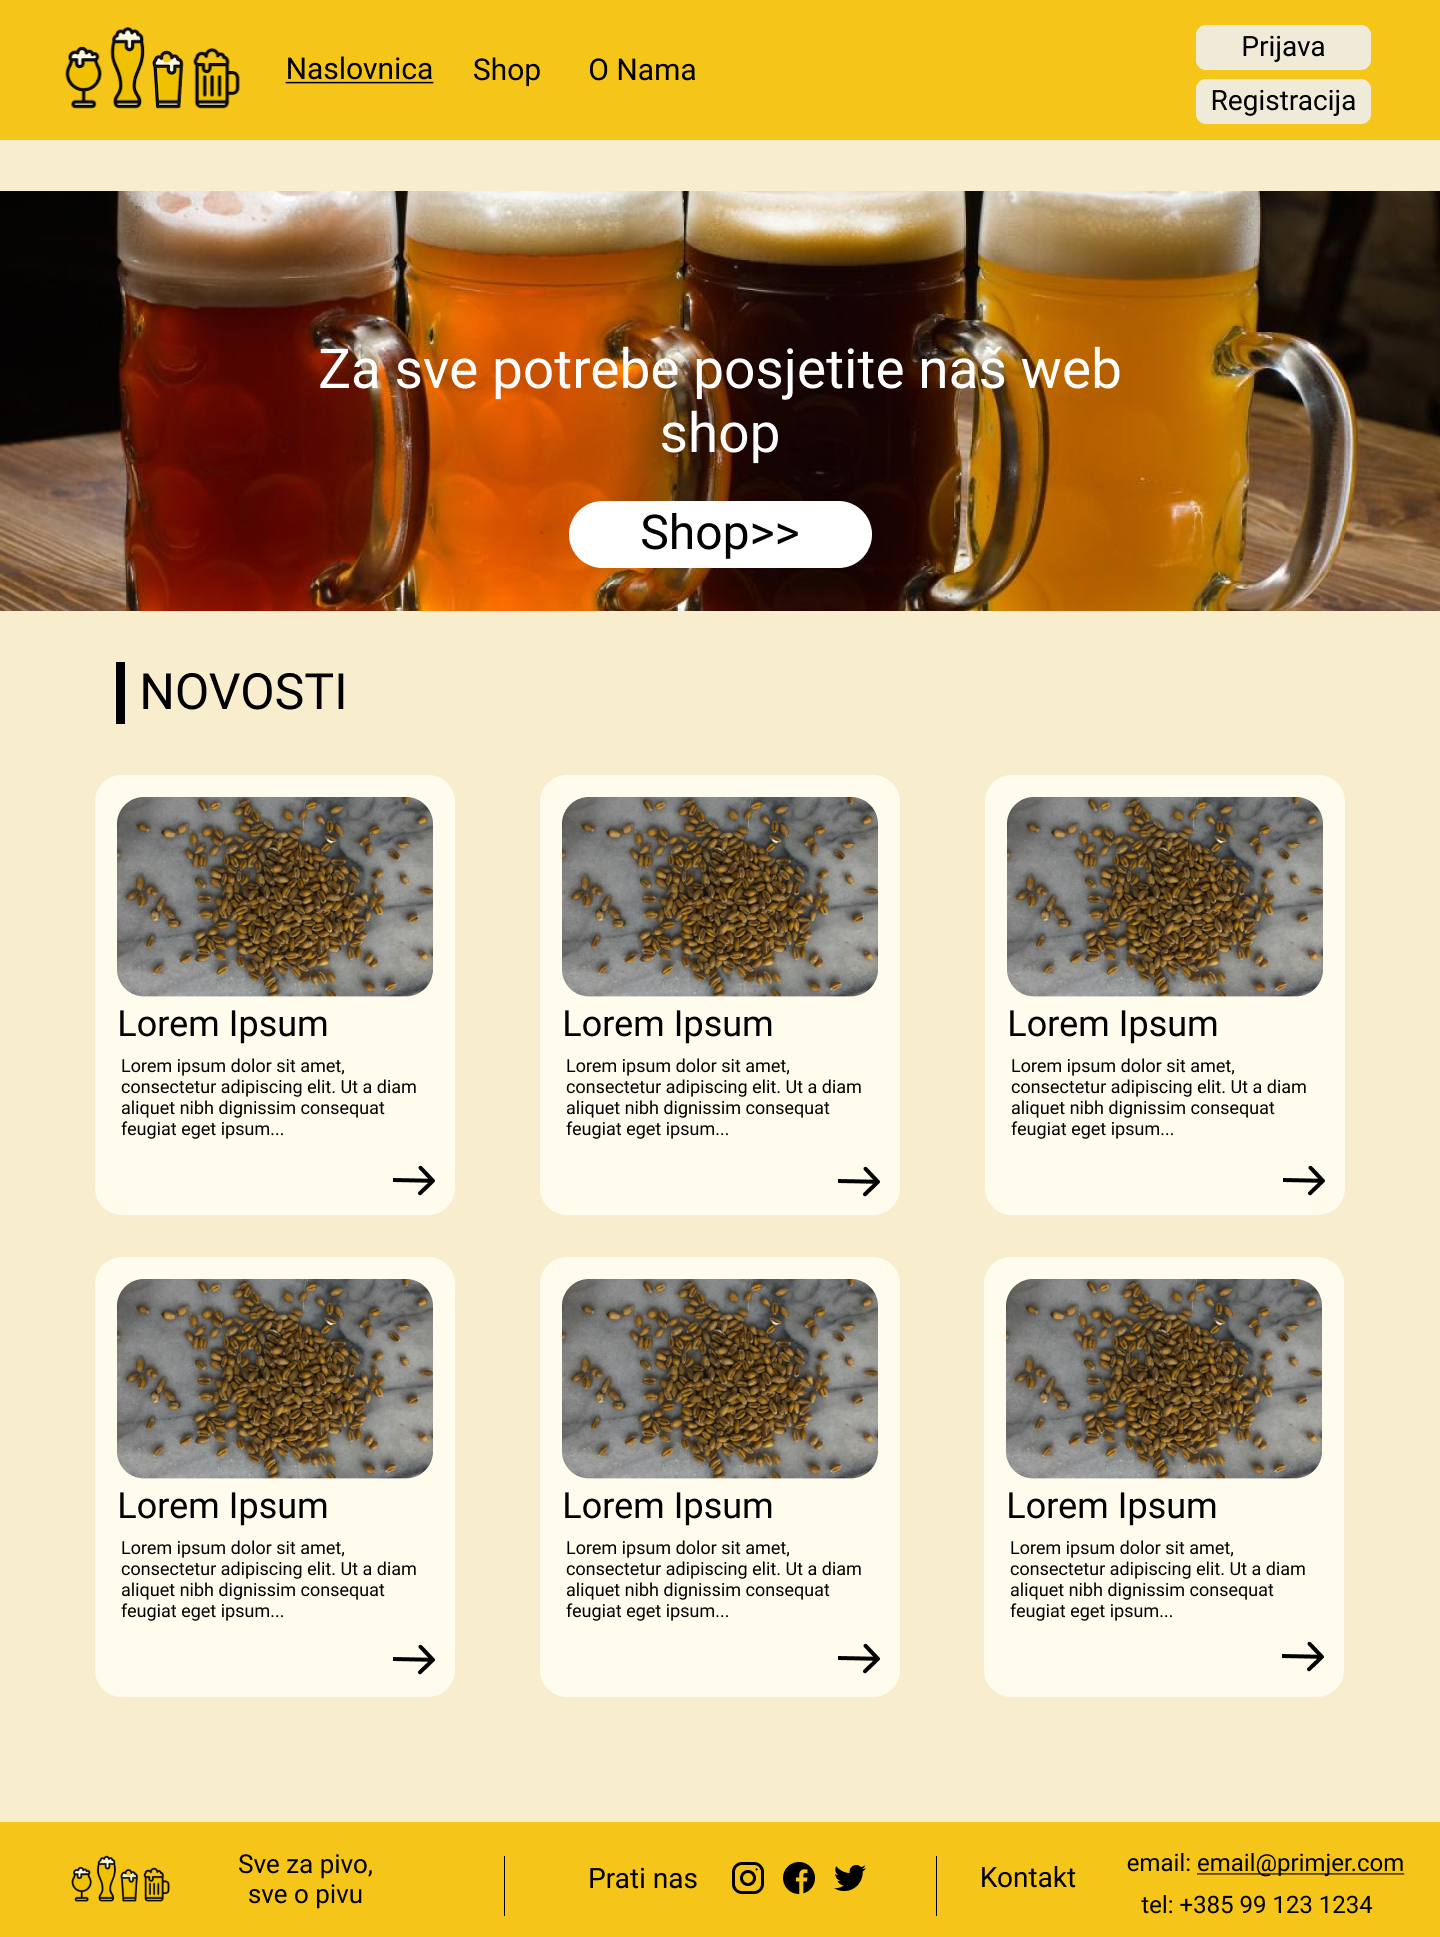 Naslovnica
Shop
O Nama
Prijava
Registracija
Za sve potrebe posjetite naš web
shop
Shop>>
NOVOSTI
Lorem Ipsum
Lorem ipsum dolor sit amet,
consectetur adipiscing elit. Ut a diam
aliquet nibh dignissim consequat
feugiat eget ipsum...
Lorem Ipsum
Lorem ipsum dolor sit amet,
consectetur adipiscing elit. Ut a diam
aliquet nibh dignissim consequat
feugiat eget ipsum...
Lorem Ipsum
Lorem ipsum dolor sit amet,
consectetur adipiscing elit. Ut a diam
aliquet nibh dignissim consequat
feugiat eget ipsum...
Lorem Ipsum
Lorem ipsum dolor sit amet,
consectetur adipiscing elit. Ut a diam
aliquet nibh dignissim consequat
feugiat eget ipsum...
Lorem Ipsum
Lorem ipsum dolor sit amet,
consectetur adipiscing elit. Ut a diam
aliquet nibh dignissim consequat
feugiat eget ipsum...
Lorem Ipsum
Lorem ipsum dolor sit amet,
consectetur adipiscing elit. Ut a diam
aliquet nibh dignissim consequat
feugiat eget ipsum...
Sve za pivo,
sve o pivu
Prati nas
Kontakt
email: email@primjer.com
tel: +385 99 123 1234